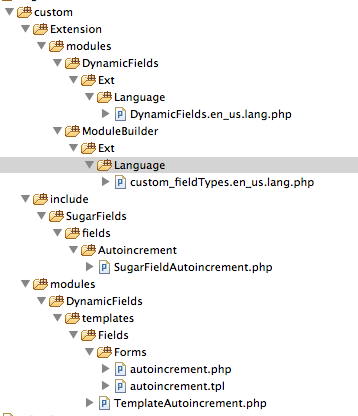 custom
Extension
modules
DynamicFields
Ext
Language
DynamicFields.en_us.lang.php
ModuleBuilder
Ext
Language
custom_fieldTypes.en_us.lang.php
include
SugarFields
fields
Autoincrement
SugarFieldAutoincrement.php
modules
DynamicFields
templates
Fields
Forms
autoincrement.php
autoincrement.tpl
TemplateAutoincrement.php